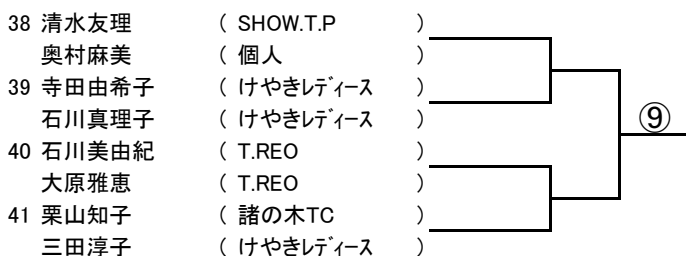 38 清水友理 ( SHOW.T.P )
奥村麻美 ( 個人 )
39 寺田由希子 ( けやきレディース )
石川真理子 ( けやきレディース )
⑨
40 石川美由紀 ( T.REO )
大原雅恵 ( T.REO )
41 栗山知子 ( 諸の木TC )
三田淳子 ( けやきレディース )